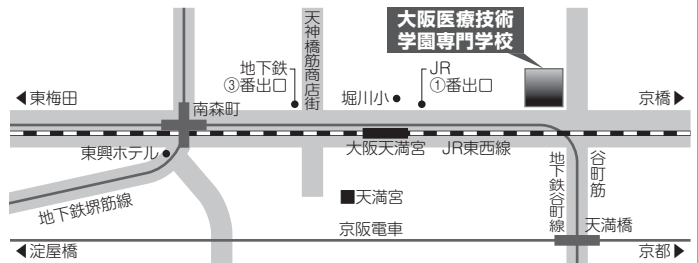 大阪医療技術
学園専門学校
天神橋筋商店街
地下鉄
③番出口
JR
①番出口
堀川小
◀東梅田
京橋▶
南森町
東興ホテル
大阪天満宮
JR東西線
地下鉄堺筋線
天満宮
地下鉄谷町線
谷町筋
天満橋
京阪電車
◀淀屋橋
京都▶